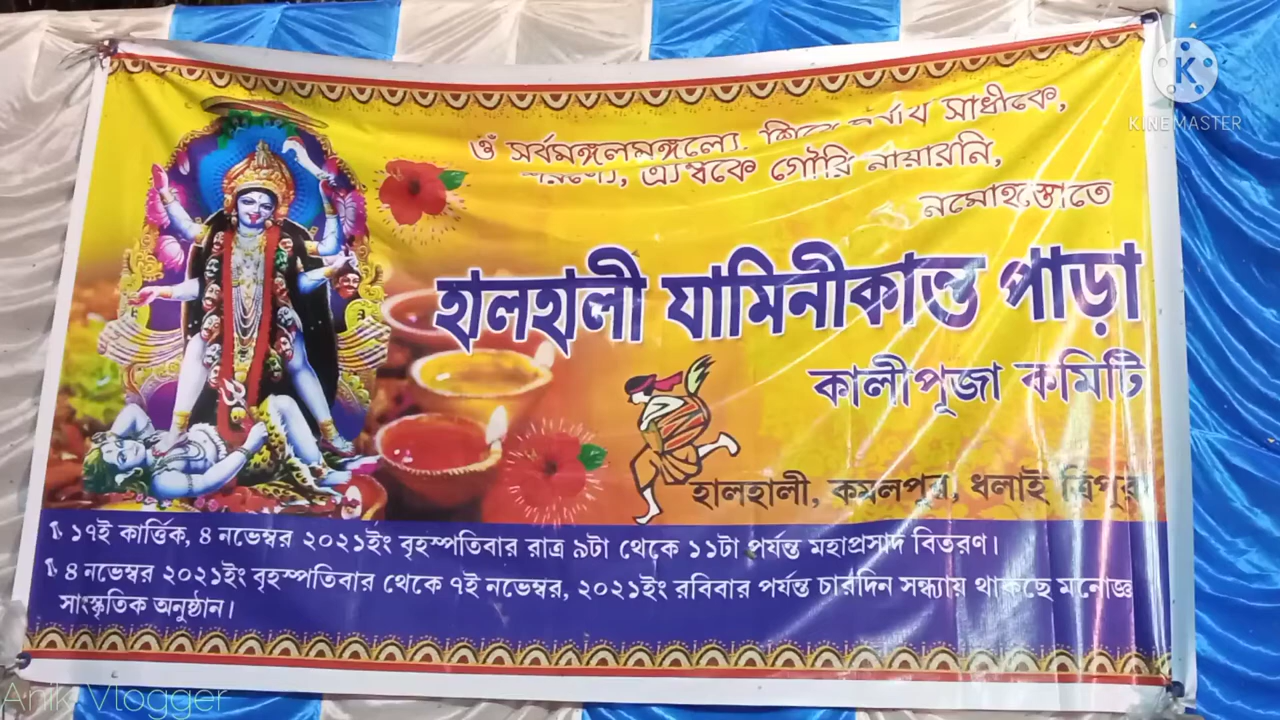 ওঁ সর্বমঙ্গলমঙ্গল্যে, শিবে সাধীকে,
ত্র্যম্বকে গৌরি নারায়নি,
নমোহস্তোতে
হালহালী যামিনীকান্ত পাড়া
কালীপূজা কমিটি
হালহালী, কমলপুর, ধলাই ত্রিপুরা
১৭ই কার্ত্তিক, ৪ নভেম্বর ২০২১ইং বৃহস্পতিবার রাত্র ৯টা থেকে ১১টা পর্যন্ত মহাপ্রসাদ বিতরণ।
৪ নভেম্বর ২০২১ইং বৃহস্পতিবার থেকে ৭ই নভেম্বর, ২০২১ইং রবিবার পর্যন্ত চারদিন সন্ধ্যায় থাকছে মনোজ্ঞ
সাংস্কৃতিক অনুষ্ঠান।
K
KINEMASTER
Anik Vlogger